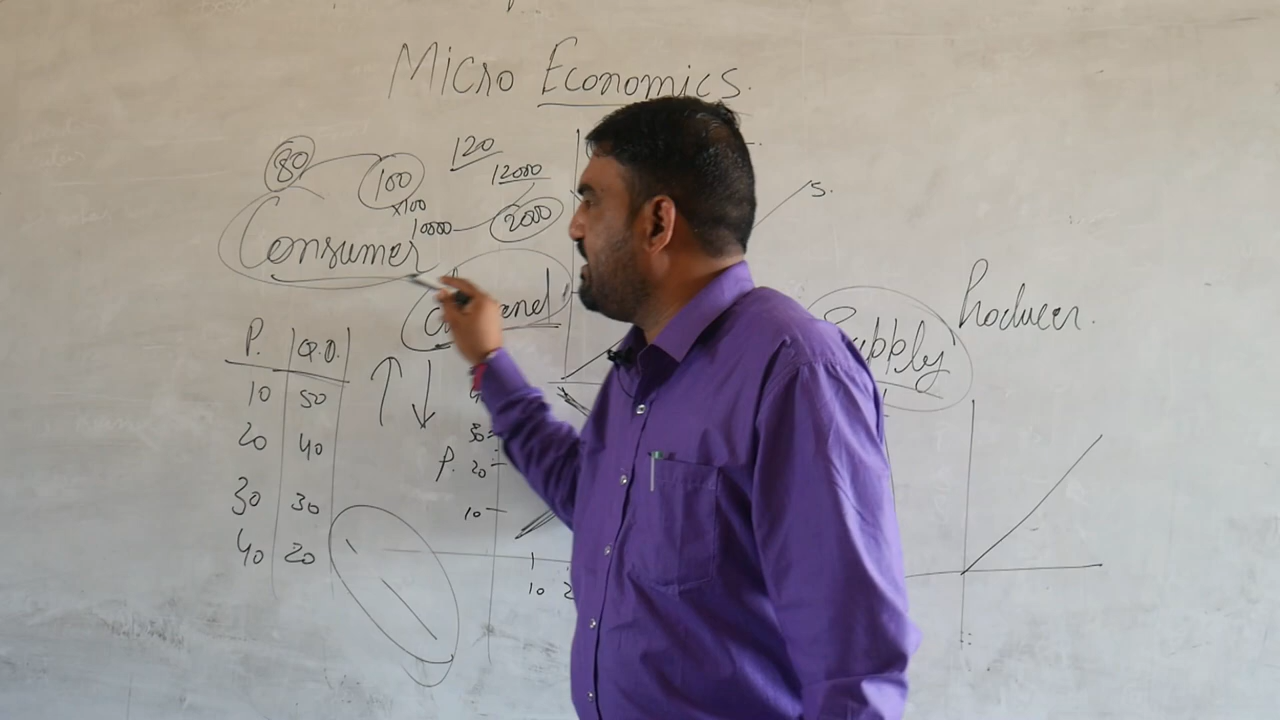 Micro Economics.
80 100 120
x100 12000
10000 2000
Consumer
S.
Producer.
P. Q.D.
10 50
20 40
30 30
40 20
P.
30
20
10
10